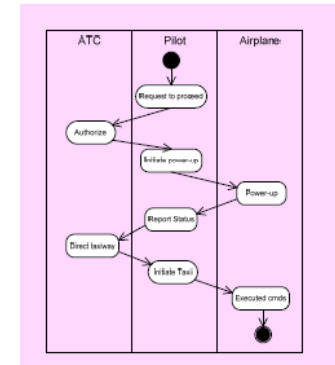 ATC
Pilot
Airplane
Request to proceed
Authorize
Initiate power-up
Power-up
Report Status
Direct taxiway
Initiate Taxi
Executed cmds